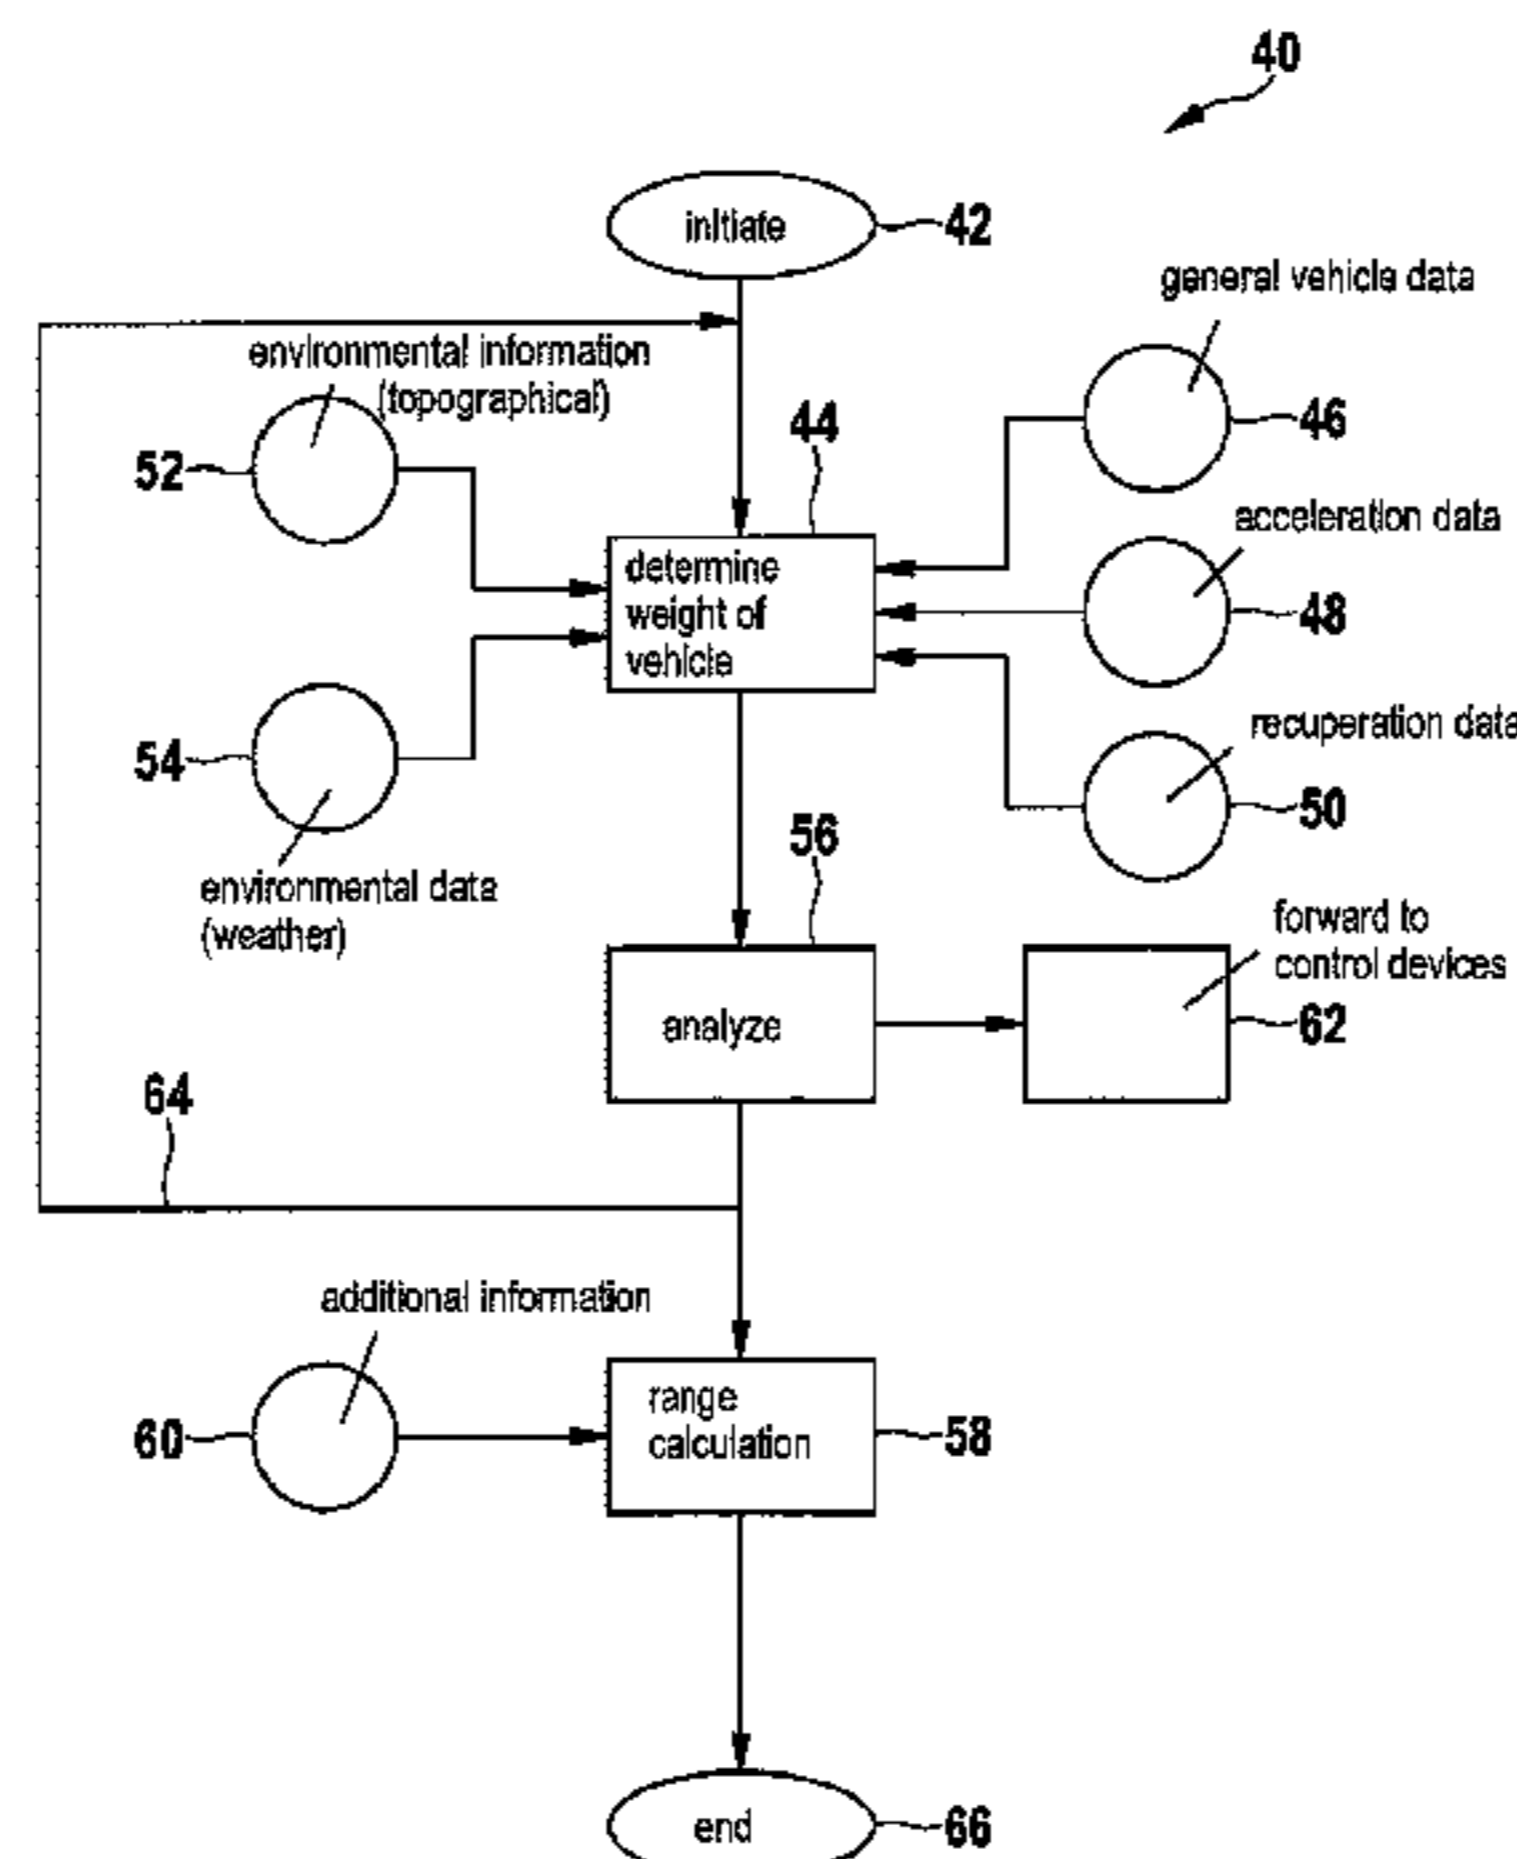 40
initiate
42
general vehicle data
environmental information
(topographical)
44
46
52
acceleration data
determine
weight of
vehicle
48
recuperation data
54
50
56
environmental data
(weather)
forward to
control devices
analyze
62
64
additional information
range
calculation
60
58
end
66